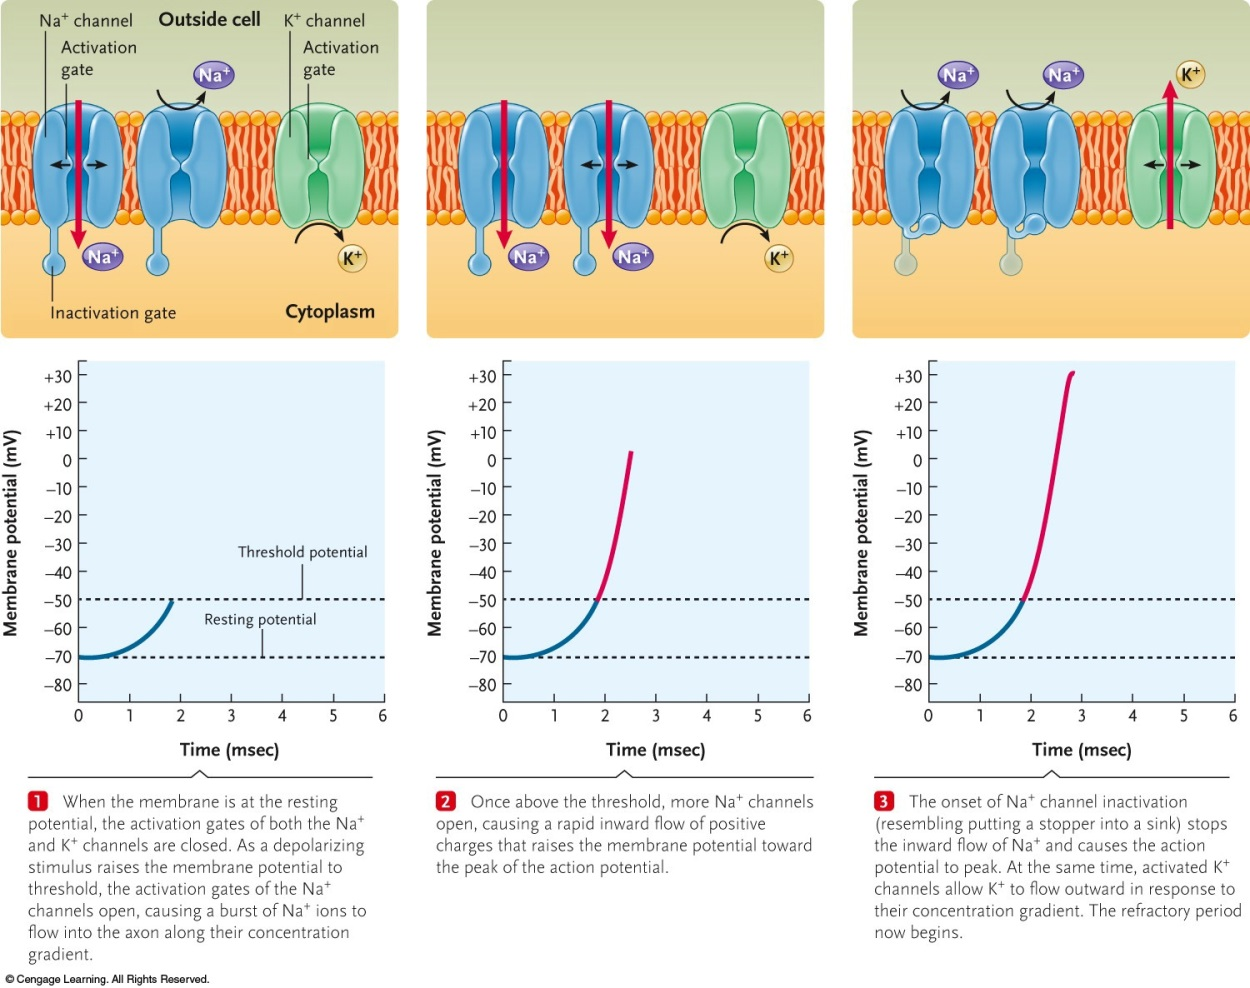 Na⁺ channel
Outside cell
K⁺ channel
Activation
gate
Activation
gate
Na⁺
K⁺
Na⁺
Inactivation gate
Cytoplasm
Na⁺
Na⁺
K⁺
Na⁺
Na⁺
K⁺
Membrane potential (mV)
+30
+20
+10
0
−10
−20
−30
−40
−50
−60
−70
−80
Threshold potential
Resting potential
0 1 2 3 4 5 6
Time (msec)
Membrane potential (mV)
+30
+20
+10
0
−10
−20
−30
−40
−50
−60
−70
−80
0 1 2 3 4 5 6
Time (msec)
Membrane potential (mV)
+30
+20
+10
0
−10
−20
−30
−40
−50
−60
−70
−80
0 1 2 3 4 5 6
Time (msec)
1 When the membrane is at the resting
potential, the activation gates of both the Na⁺
and K⁺ channels are closed. As a depolarizing
stimulus raises the membrane potential to
threshold, the activation gates of the Na⁺
channels open, causing a burst of Na⁺ ions to
flow into the axon along their concentration
gradient.
2 Once above the threshold, more Na⁺ channels
open, causing a rapid inward flow of positive
charges that raises the membrane potential toward
the peak of the action potential.
3 The onset of Na⁺ channel inactivation
(resembling putting a stopper into a sink) stops
the inward flow of Na⁺ and causes the action
potential to peak. At the same time, activated K⁺
channels allow K⁺ to flow outward in response to
their concentration gradient. The refractory period
now begins.
© Cengage Learning. All Rights Reserved.